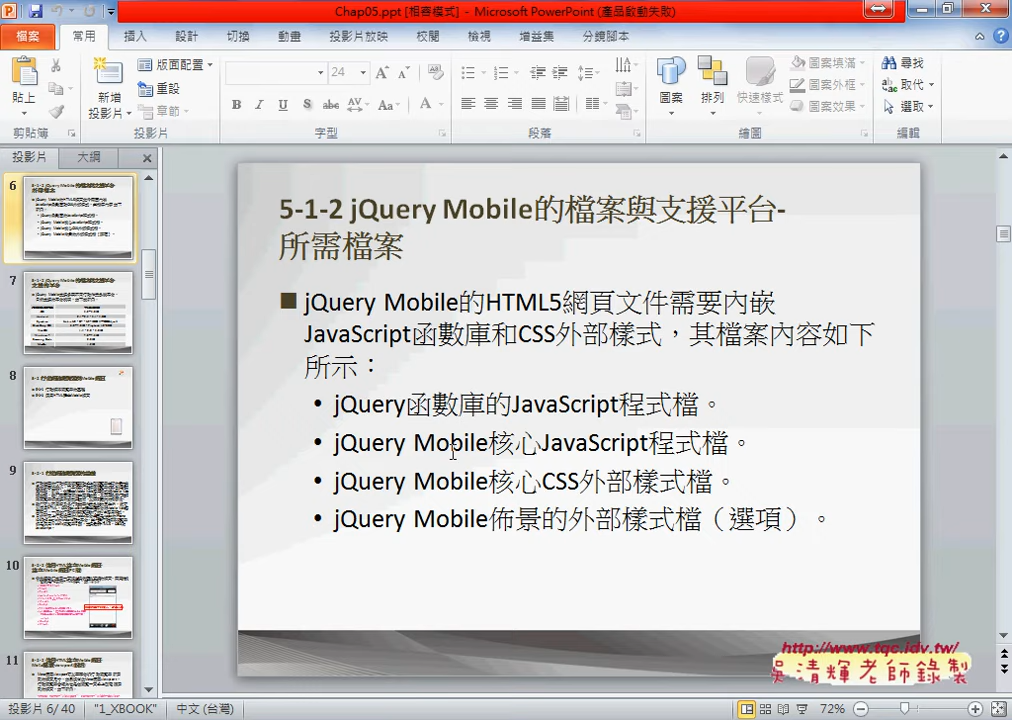 Chap05.ppt [相容模式] - Microsoft PowerPoint (產品啟動失敗)
檔案 常用 插入 設計 切換 動畫 投影片放映 校閱 檢視 增益集 分鏡腳本
貼上
剪貼簿
新增
投影片
版面配置
重設
章節
投影片
24
字型
段落
圖案
排列
快速樣式
圖案填滿
圖案外框
圖案效果
繪圖
尋找
取代
選取
編輯
投影片 大綱
6
7
8
9
10
11
5-1-2 jQuery Mobile的檔案與支援平台-
所需檔案
jQuery Mobile的HTML5網頁文件需要內嵌
JavaScript函數庫和CSS外部樣式，其檔案內容如下
所示：
• jQuery函數庫的JavaScript程式檔。
• jQuery Mobile核心JavaScript程式檔。
• jQuery Mobile核心CSS外部樣式檔。
• jQuery Mobile佈景的外部樣式檔（選項）。
http://www.tqc.idv.tw/
吳清輝老師錄製
投影片 6/40 "1_XBOOK" 中文 (台灣) 72%